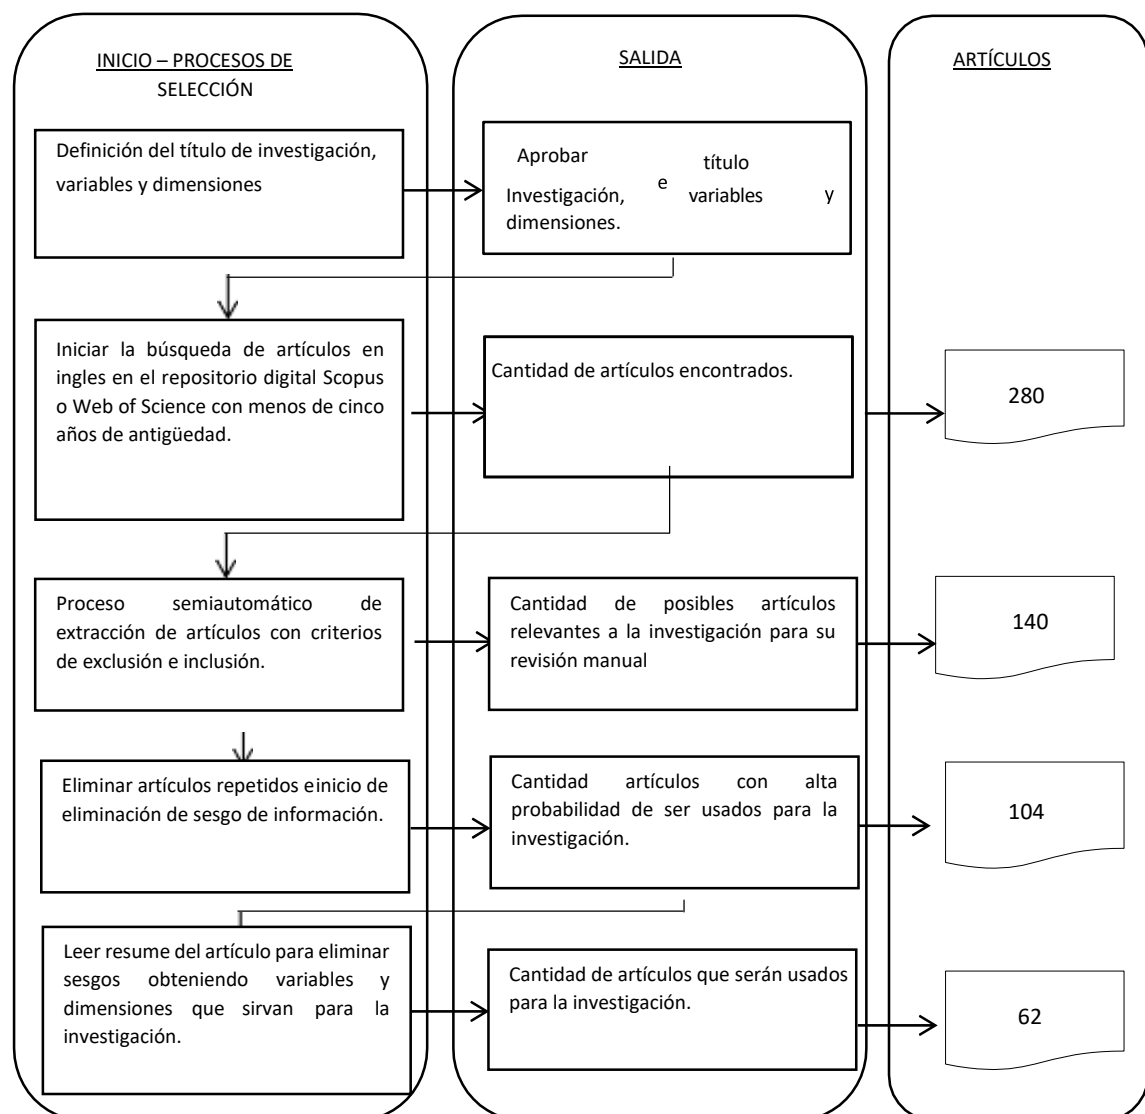 INICIO – PROCESOS DE
SELECCIÓN
SALIDA
ARTÍCULOS
Definición del título de investigación,
variables y dimensiones
Aprobar título
Investigación, e variables y
dimensiones.
Iniciar la búsqueda de artículos en
ingles en el repositorio digital Scopus
o Web of Science con menos de cinco
años de antigüedad.
Cantidad de artículos encontrados.
280
Proceso semiautomático de
extracción de artículos con criterios
de exclusión e inclusión.
Cantidad de posibles artículos
relevantes a la investigación para su
revisión manual
140
Eliminar artículos repetidos einicio de
eliminación de sesgo de información.
Cantidad artículos con alta
probabilidad de ser usados para la
investigación.
104
Leer resume del artículo para eliminar
sesgos obteniendo variables y
dimensiones que sirvan para la
investigación.
Cantidad de artículos que serán usados
para la investigación.
62